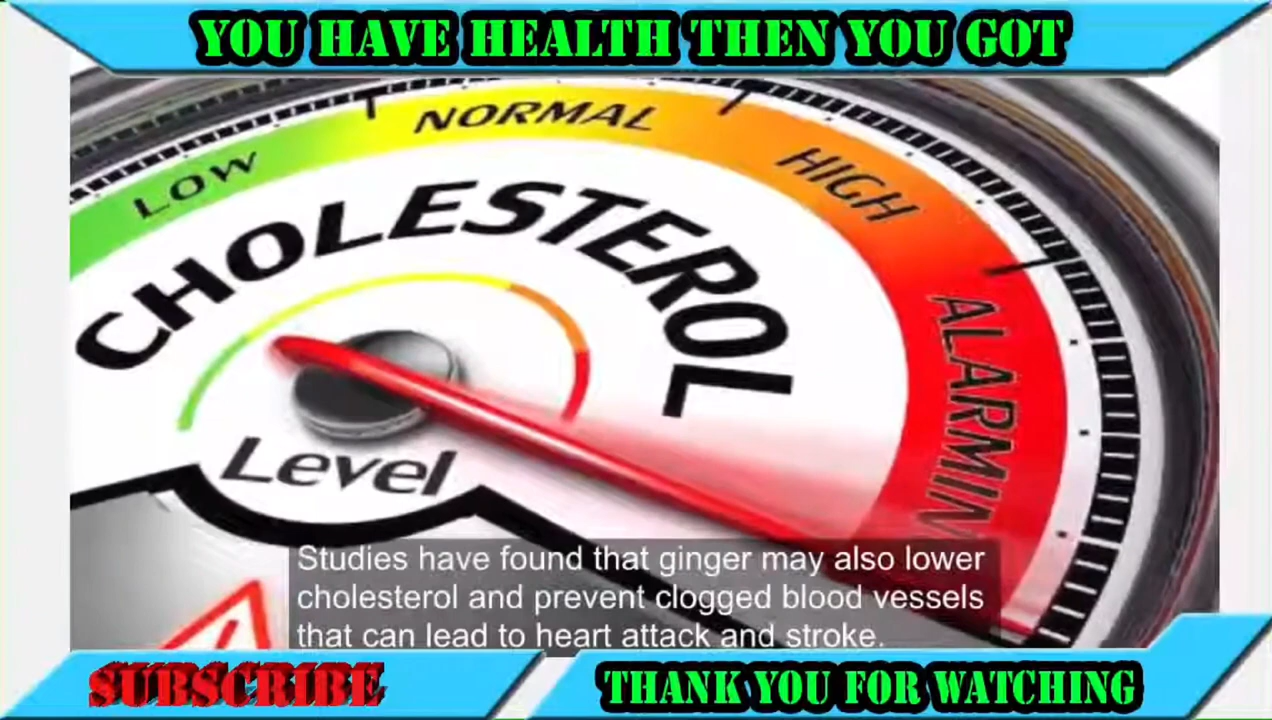 YOU HAVE HEALTH THEN YOU GOT
LOW
NORMAL
HIGH
ALARMIN
CHOLESTEROL
Level
Studies have found that ginger may also lower
cholesterol and prevent clogged blood vessels
that can lead to heart attack and stroke.
SUBSCRIBE
THANK YOU FOR WATCHING